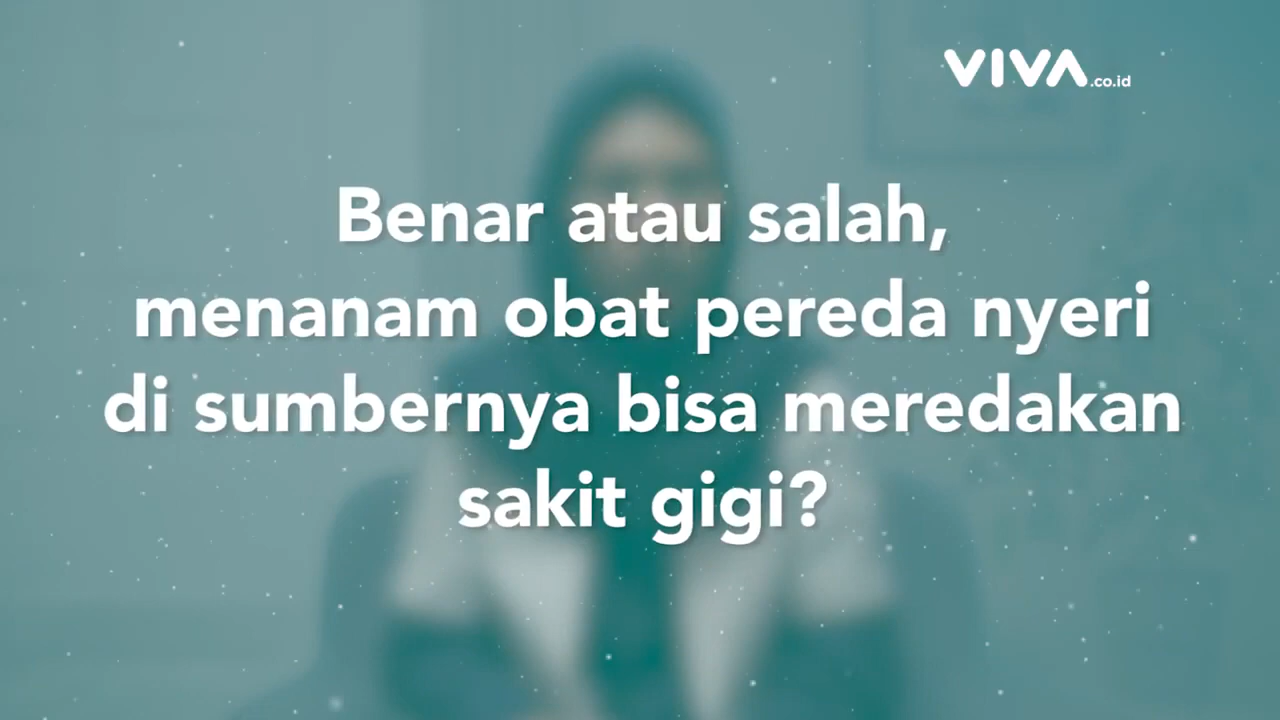 VIVA.co.id
Benar atau salah,
menanam obat pereda nyeri
di sumbernya bisa meredakan
sakit gigi?